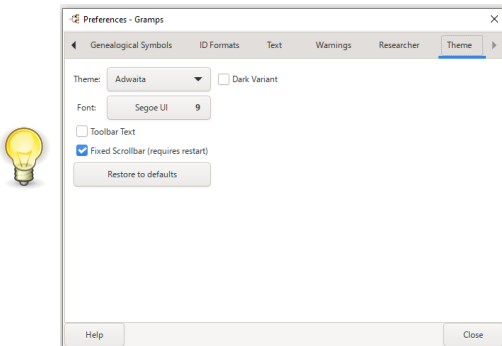 Preferences - Gramps
Genealogical Symbols ID Formats Text Warnings Researcher Theme
Theme: Adwaita Dark Variant
Font: Segoe UI 9
Toolbar Text
Fixed Scrollbar (requires restart)
Restore to defaults
Help Close